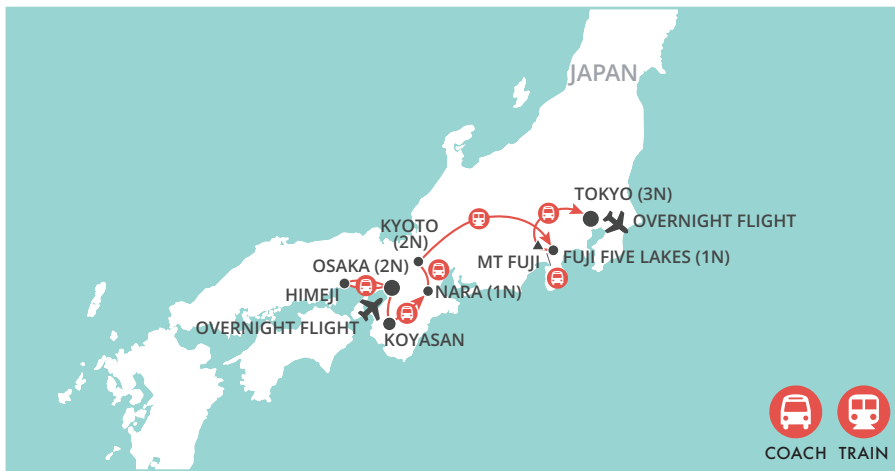 JAPAN
TOKYO (3N)
OVERNIGHT FLIGHT
KYOTO
(2N)
MT FUJI
FUJI FIVE LAKES (1N)
OSAKA (2N)
HIMEJI
NARA (1N)
OVERNIGHT FLIGHT
KOYASAN
COACH TRAIN